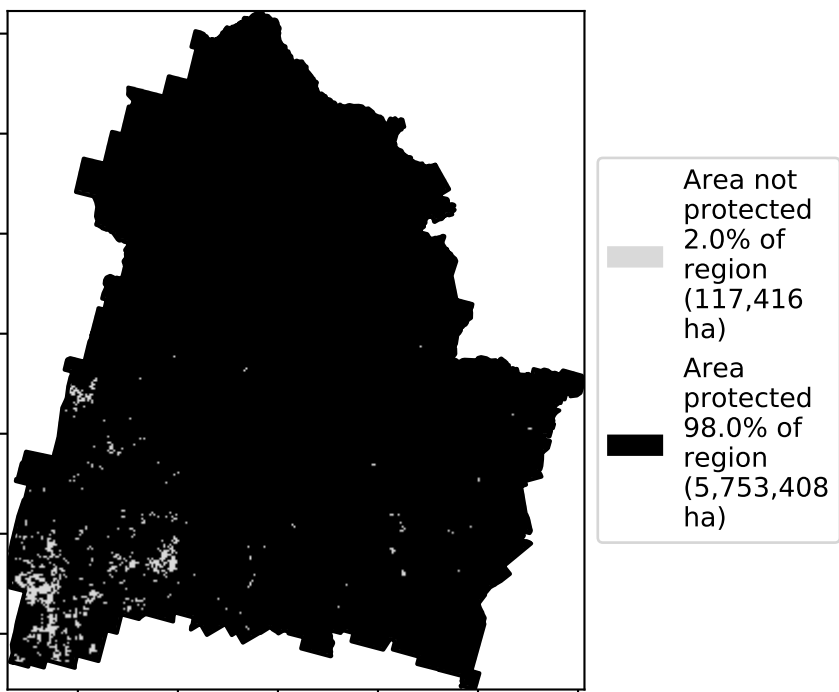 Area not
protected
2.0% of
region
(117,416
ha)
Area
protected
98.0% of
region
(5,753,408
ha)